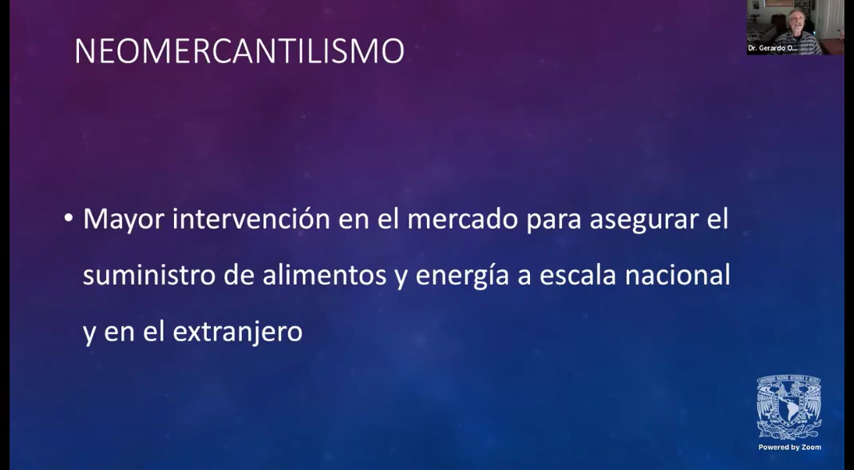 NEOMERCANTILISMO
Dr. Gerardo O...
• Mayor intervención en el mercado para asegurar el
suministro de alimentos y energía a escala nacional
y en el extranjero
Powered by Zoom